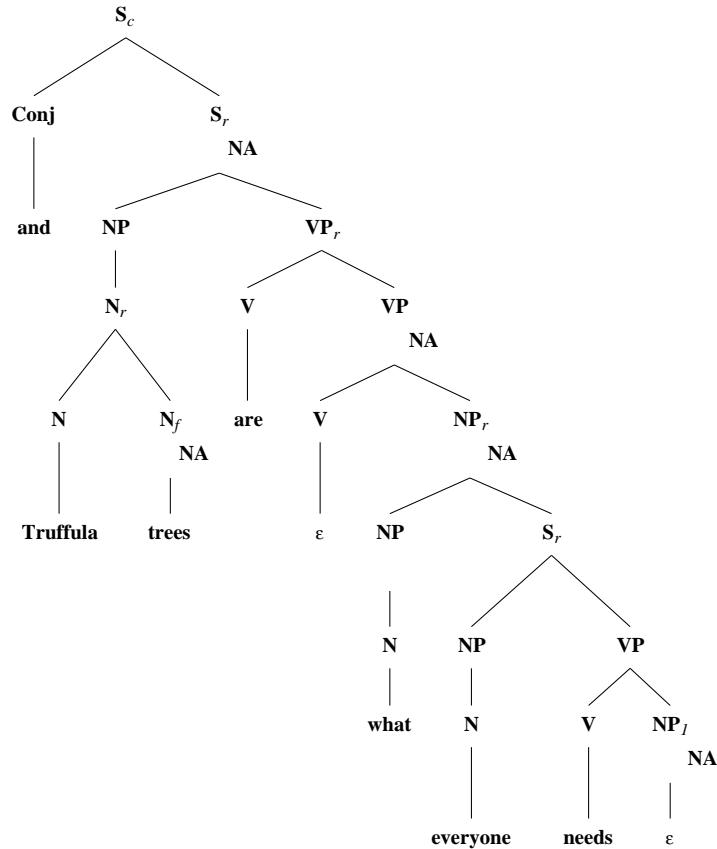 S_c
Conj S_r
NA
and NP VP_r
N_r V VP
NA
N N_f are V NP_r
NA NA
Truffula trees ε NP S_r
N NP VP
what N V NP_1
NA
everyone needs ε